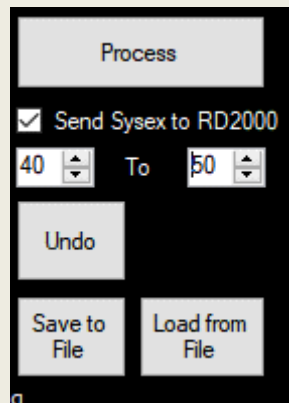 Process
Send Sysex to RD2000
40 To 50
Undo
Save to Load from
File File